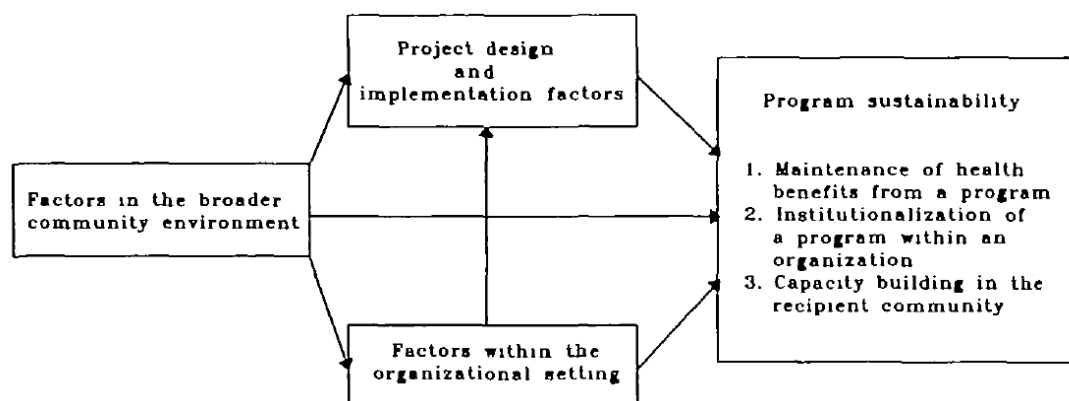 Project design
and
implementation factors
Program sustainability
1. Maintenance of health
benefits from a program
2. Institutionalization of
a program within an
organization
3. Capacity building in the
recipient community
Factors in the broader
community environment
Factors within the
organizational setting